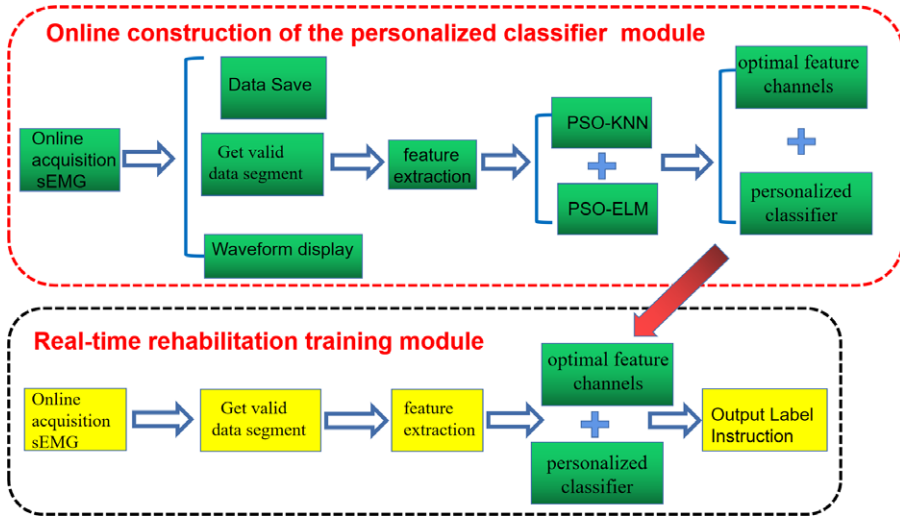 Online construction of the personalized classifier module
Online
acquisition
sEMG
Data Save
Get valid
data segment
Waveform display
feature
extraction
PSO-KNN
PSO-ELM
optimal feature
channels
personalized
classifier
Real-time rehabilitation training module
Online
acquisition
sEMG
Get valid
data segment
feature
extraction
optimal feature
channels
personalized
classifier
Output Label
Instruction